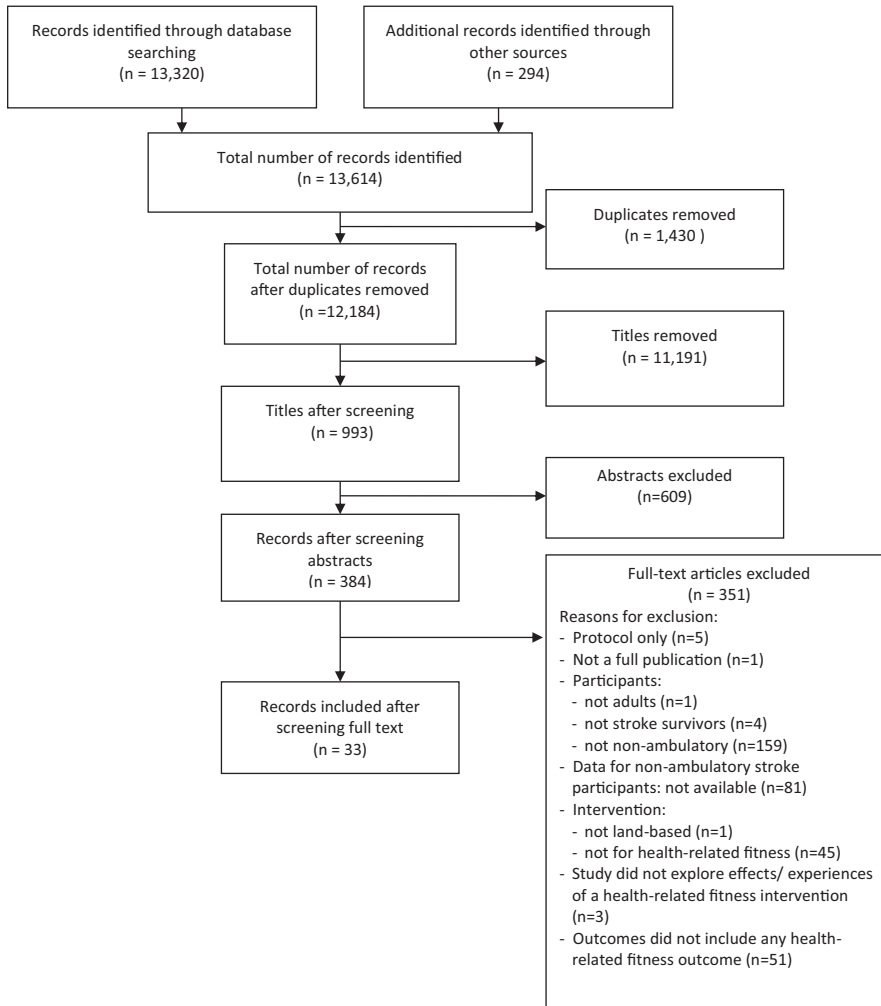 Records identified through database
searching
(n = 13,320)
Additional records identified through
other sources
(n = 294)
Total number of records identified
(n = 13,614)
Duplicates removed
(n = 1,430 )
Total number of records
after duplicates removed
(n =12,184)
Titles removed
(n = 11,191)
Titles after screening
(n = 993)
Abstracts excluded
(n=609)
Records after screening
abstracts
(n = 384)
Full-text articles excluded
(n = 351)
Reasons for exclusion:
- Protocol only (n=5)
- Not a full publication (n=1)
- Participants:
- not adults (n=1)
- not stroke survivors (n=4)
- not non-ambulatory (n=159)
- Data for non-ambulatory stroke
participants: not available (n=81)
- Intervention:
- not land-based (n=1)
- not for health-related fitness (n=45)
- Study did not explore effects/ experiences
of a health-related fitness intervention
(n=3)
- Outcomes did not include any health-
related fitness outcome (n=51)
Records included after
screening full text
(n = 33)